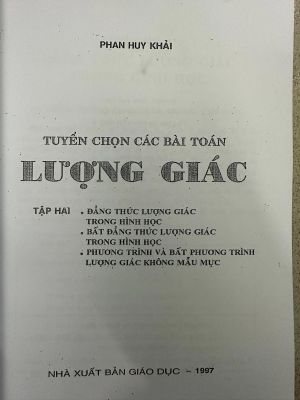 PHAN HUY KHẢI
TUYỂN CHỌN CÁC BÀI TOÁN
LƯỢNG GIÁC
TẬP HAI . ĐẲNG THỨC LƯỢNG GIÁC
TRONG HÌNH HỌC
. BẤT ĐẲNG THỨC LƯỢNG GIÁC
TRONG HÌNH HỌC
. PHƯƠNG TRÌNH VÀ BẤT PHƯƠNG TRÌNH
LƯỢNG GIÁC KHÔNG MẪU MỰC
NHÀ XUẤT BẢN GIÁO DỤC – 1997